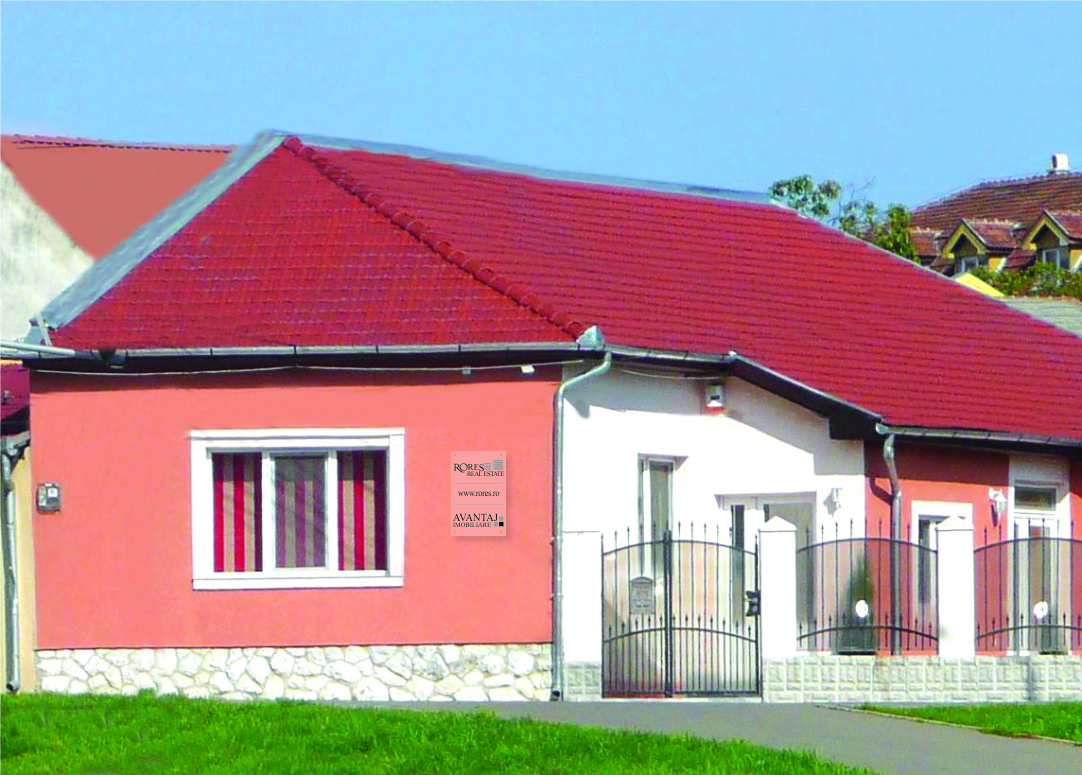 RORES
REAL ESTATE
www.rores.ro
AVANTAJ
IMOBILIARE